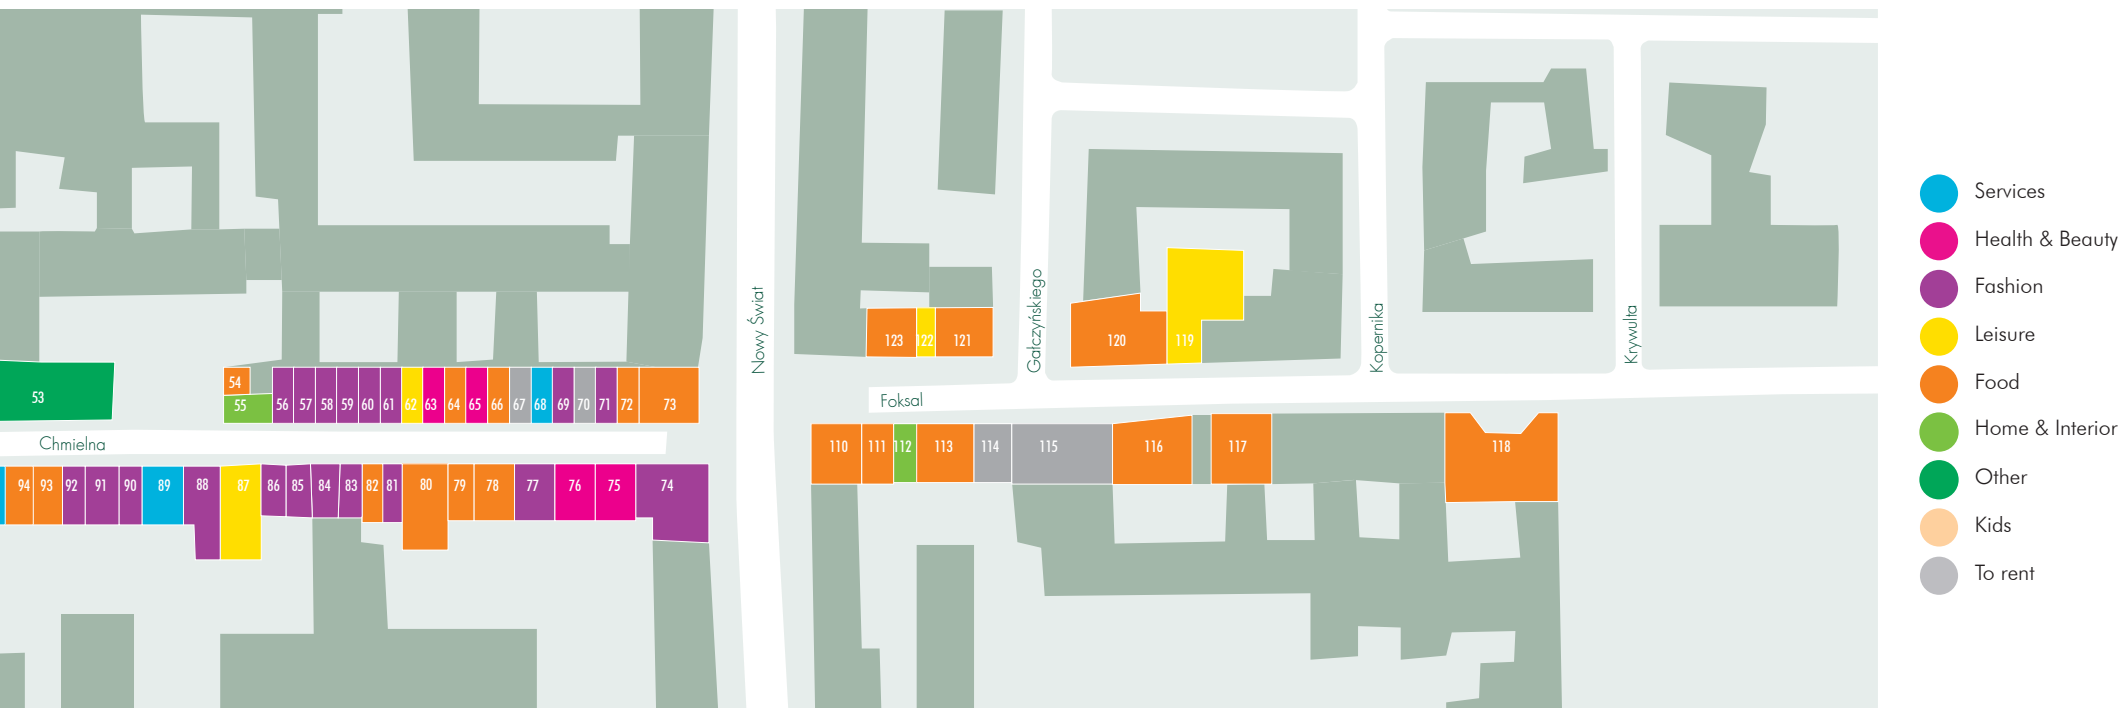 Nowy Świat
Gałczyńskiego
Kopernika
Krywulta
123 122 121
120 119
53
54
55 56 57 58 59 60 61 62 63 64 65 66 67 68 69 70 71 72 73
Foksal
Chmielna
110 111 112 113 114 115 116 117 118
94 93 92 91 90 89 88 87 86 85 84 83 82 81 80 79 78 77 76 75 74
Services
Health & Beauty
Fashion
Leisure
Food
Home & Interior
Other
Kids
To rent